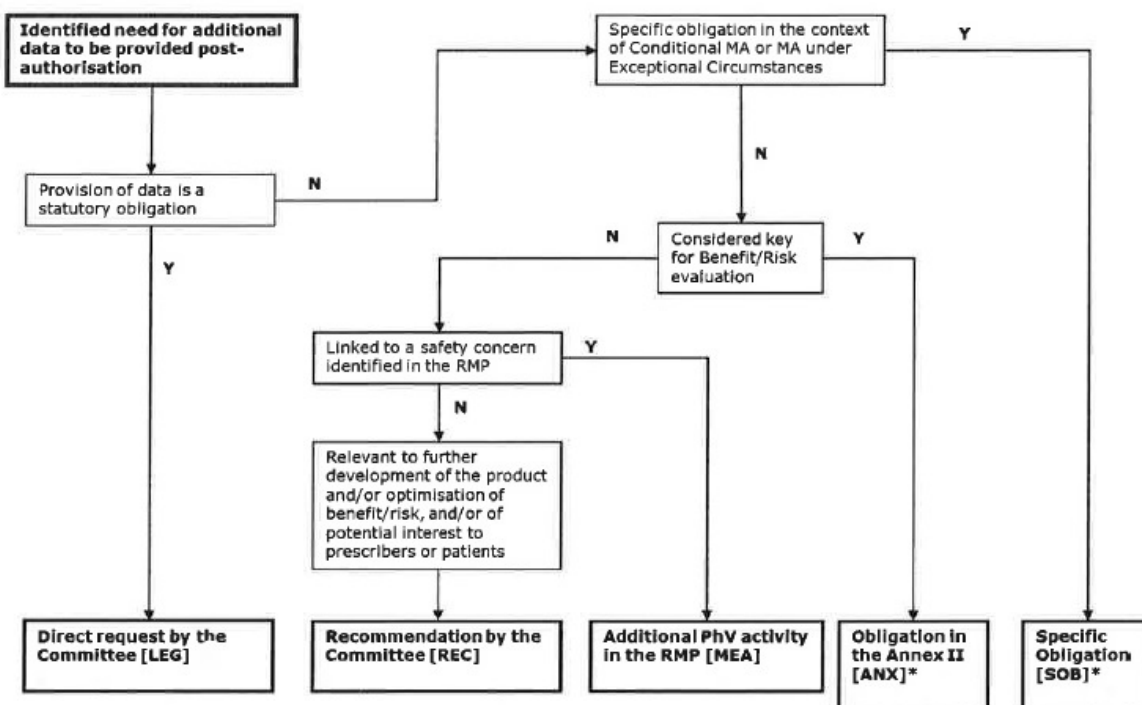 Identified need for additional
data to be provided post-
authorisation
Specific obligation in the context
of Conditional MA or MA under
Exceptional Circumstances
Y
N
Provision of data is a
statutory obligation
N
Y
Considered key
for Benefit/Risk
evaluation
N
Y
Linked to a safety concern
identified in the RMP
Y
N
Relevant to further
development of the product
and/or optimisation of
benefit/risk, and/or of
potential interest to
prescribers or patients
Direct request by the
Committee [LEG]
Recommendation by the
Committee [REC]
Additional PhV activity
in the RMP [MEA]
Obligation in
the Annex II
[ANX]*
Specific
Obligation
[SOB]*